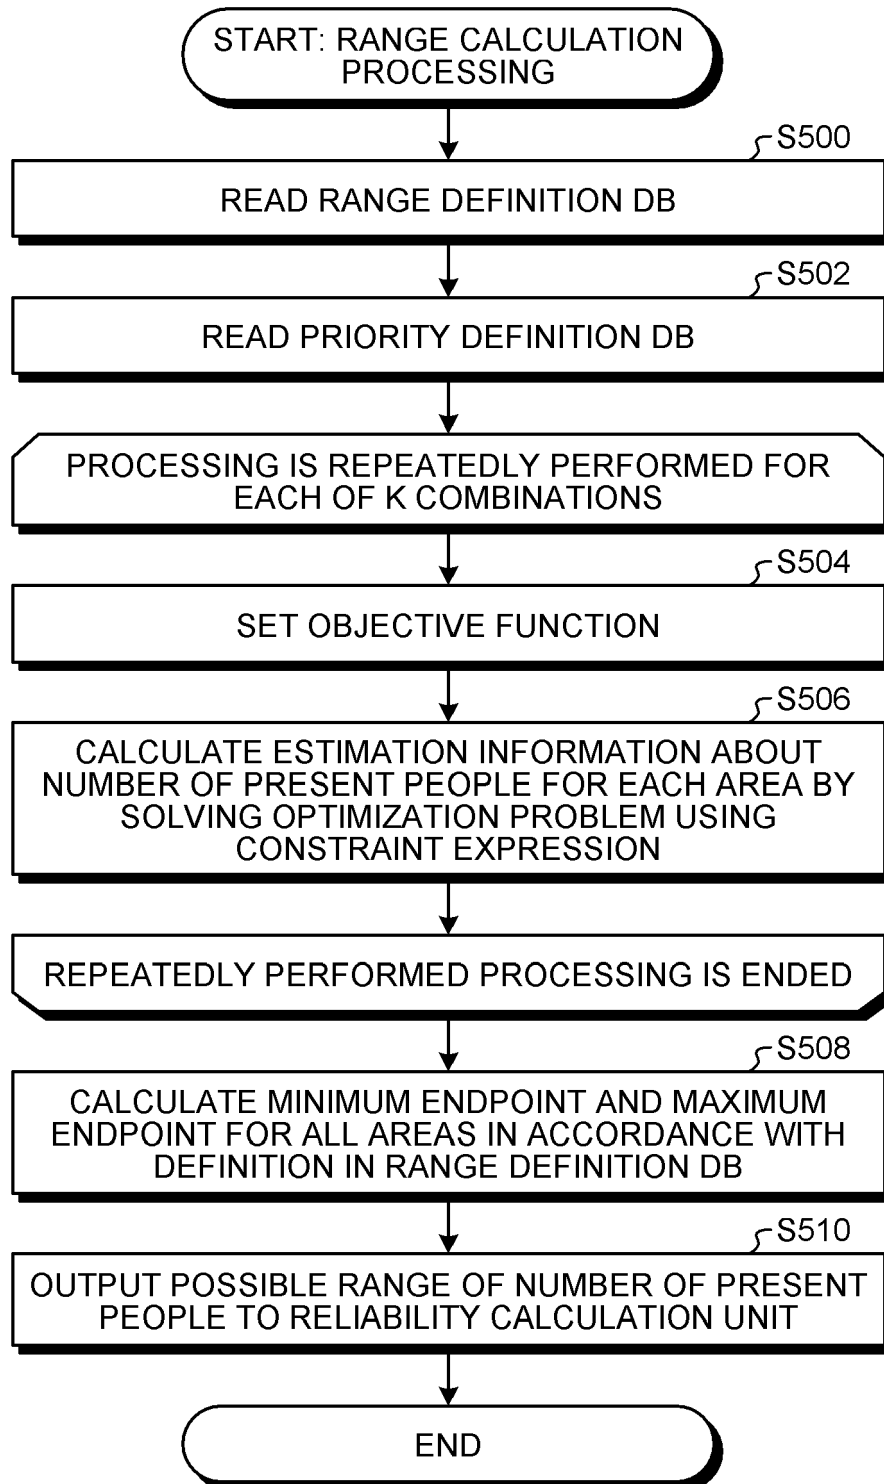 START: RANGE CALCULATION
PROCESSING
S500
READ RANGE DEFINITION DB
S502
READ PRIORITY DEFINITION DB
PROCESSING IS REPEATEDLY PERFORMED FOR
EACH OF K COMBINATIONS
S504
SET OBJECTIVE FUNCTION
S506
CALCULATE ESTIMATION INFORMATION ABOUT
NUMBER OF PRESENT PEOPLE FOR EACH AREA BY
SOLVING OPTIMIZATION PROBLEM USING
CONSTRAINT EXPRESSION
REPEATEDLY PERFORMED PROCESSING IS ENDED
S508
CALCULATE MINIMUM ENDPOINT AND MAXIMUM
ENDPOINT FOR ALL AREAS IN ACCORDANCE WITH
DEFINITION IN RANGE DEFINITION DB
S510
OUTPUT POSSIBLE RANGE OF NUMBER OF PRESENT
PEOPLE TO RELIABILITY CALCULATION UNIT
END